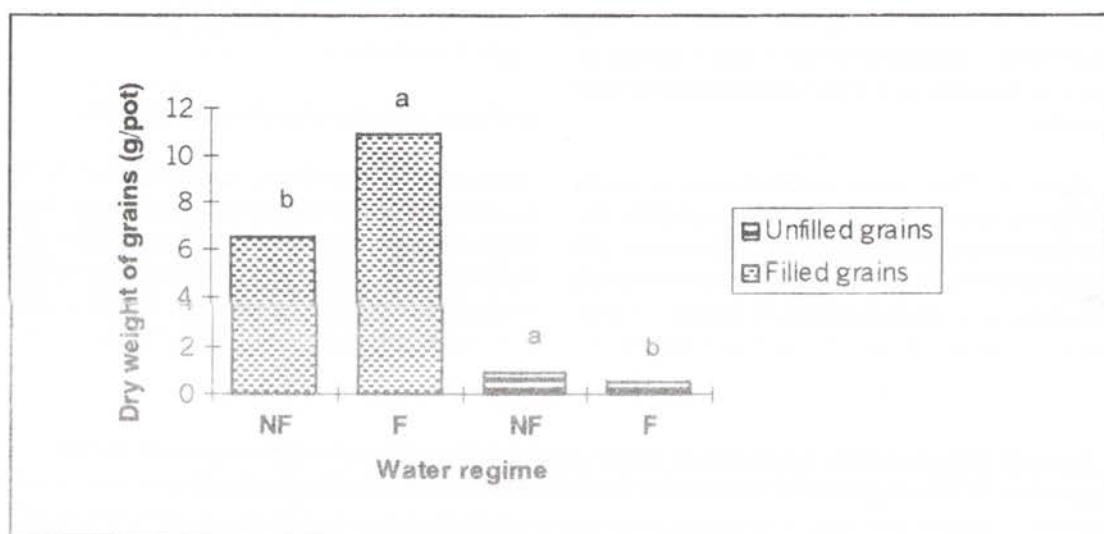 Dry weight of grains (g/pot)
12
10
8
6
4
2
0
b
a
a
b
NF
F
NF
F
Water regime
Unfilled grains
Filled grains